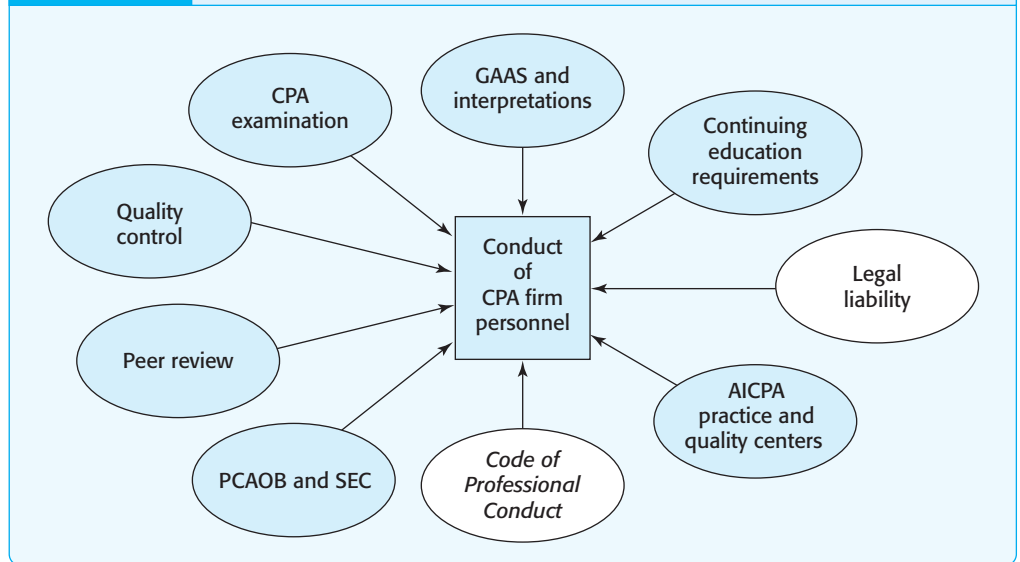 GAAS and
interpretations
CPA
examination
Continuing
education
requirements
Quality
control
Conduct
of
CPA firm
personnel
Legal
liability
Peer review
AICPA
practice and
quality centers
PCAOB and SEC
Code of
Professional
Conduct